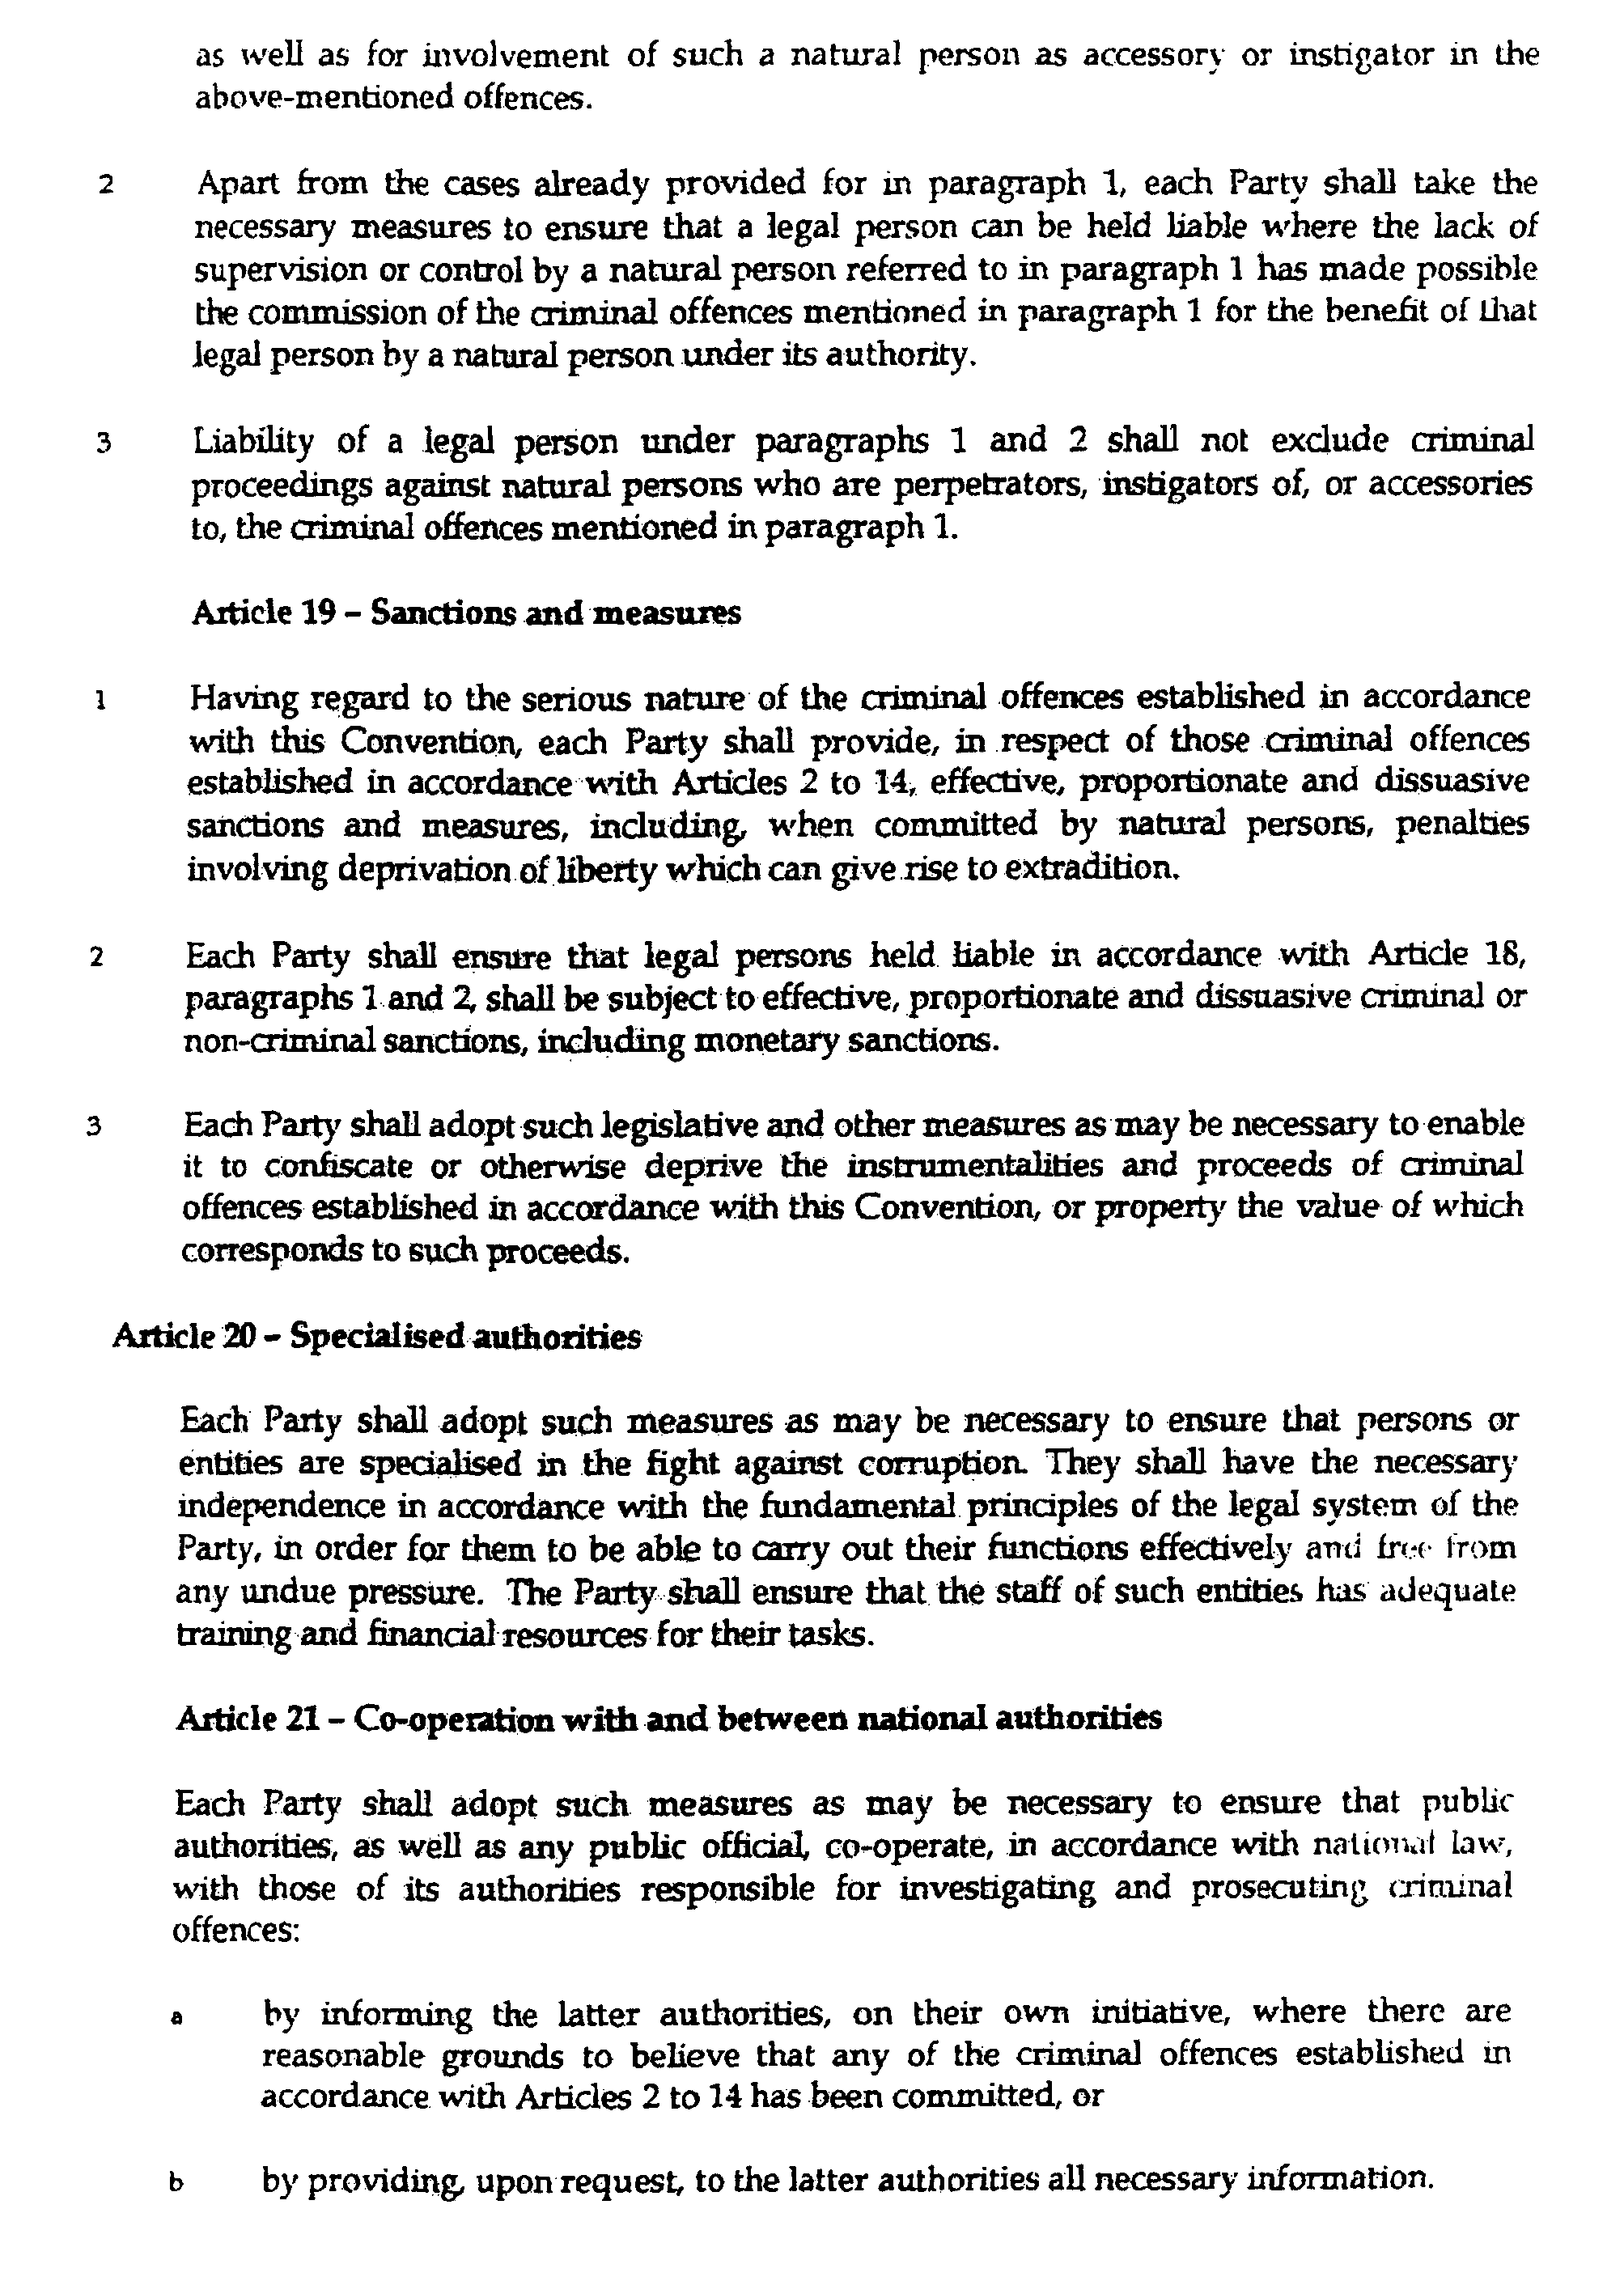 as well as for involvement of such a natural person as accessory or instigator in the
above-mentioned offences.
2 Apart from the cases already provided for in paragraph 1, each Party shall take the
necessary measures to ensure that a legal person can be held liable where the lack of
supervision or control by a natural person referred to in paragraph 1 has made possible
the commission of the criminal offences mentioned in paragraph 1 for the benefit of that
legal person by a natural person under its authority.
3 Liability of a legal person under paragraphs 1 and 2 shall not exclude criminal
proceedings against natural persons who are perpetrators, instigators of, or accessories
to, the criminal offences mentioned in paragraph 1.
Article 19 – Sanctions and measures
1 Having regard to the serious nature of the criminal offences established in accordance
with this Convention, each Party shall provide, in respect of those criminal offences
established in accordance with Articles 2 to 14, effective, proportionate and dissuasive
sanctions and measures, including, when committed by natural persons, penalties
involving deprivation of liberty which can give rise to extradition.
2 Each Party shall ensure that legal persons held liable in accordance with Article 18,
paragraphs 1 and 2, shall be subject to effective, proportionate and dissuasive criminal or
non-criminal sanctions, including monetary sanctions.
3 Each Party shall adopt such legislative and other measures as may be necessary to enable
it to confiscate or otherwise deprive the instrumentalities and proceeds of criminal
offences established in accordance with this Convention, or property the value of which
corresponds to such proceeds.
Article 20 – Specialised authorities
Each Party shall adopt such measures as may be necessary to ensure that persons or
entities are specialised in the fight against corruption. They shall have the necessary
independence in accordance with the fundamental principles of the legal system of the
Party, in order for them to be able to carry out their functions effectively and free from
any undue pressure. The Party shall ensure that the staff of such entities has adequate
training and financial resources for their tasks.
Article 21 – Co-operation with and between national authorities
Each Party shall adopt such measures as may be necessary to ensure that public
authorities, as well as any public official, co-operate, in accordance with national law,
with those of its authorities responsible for investigating and prosecuting criminal
offences:
a by informing the latter authorities, on their own initiative, where there are
reasonable grounds to believe that any of the criminal offences established in
accordance with Articles 2 to 14 has been committed, or
b by providing, upon request, to the latter authorities all necessary information.